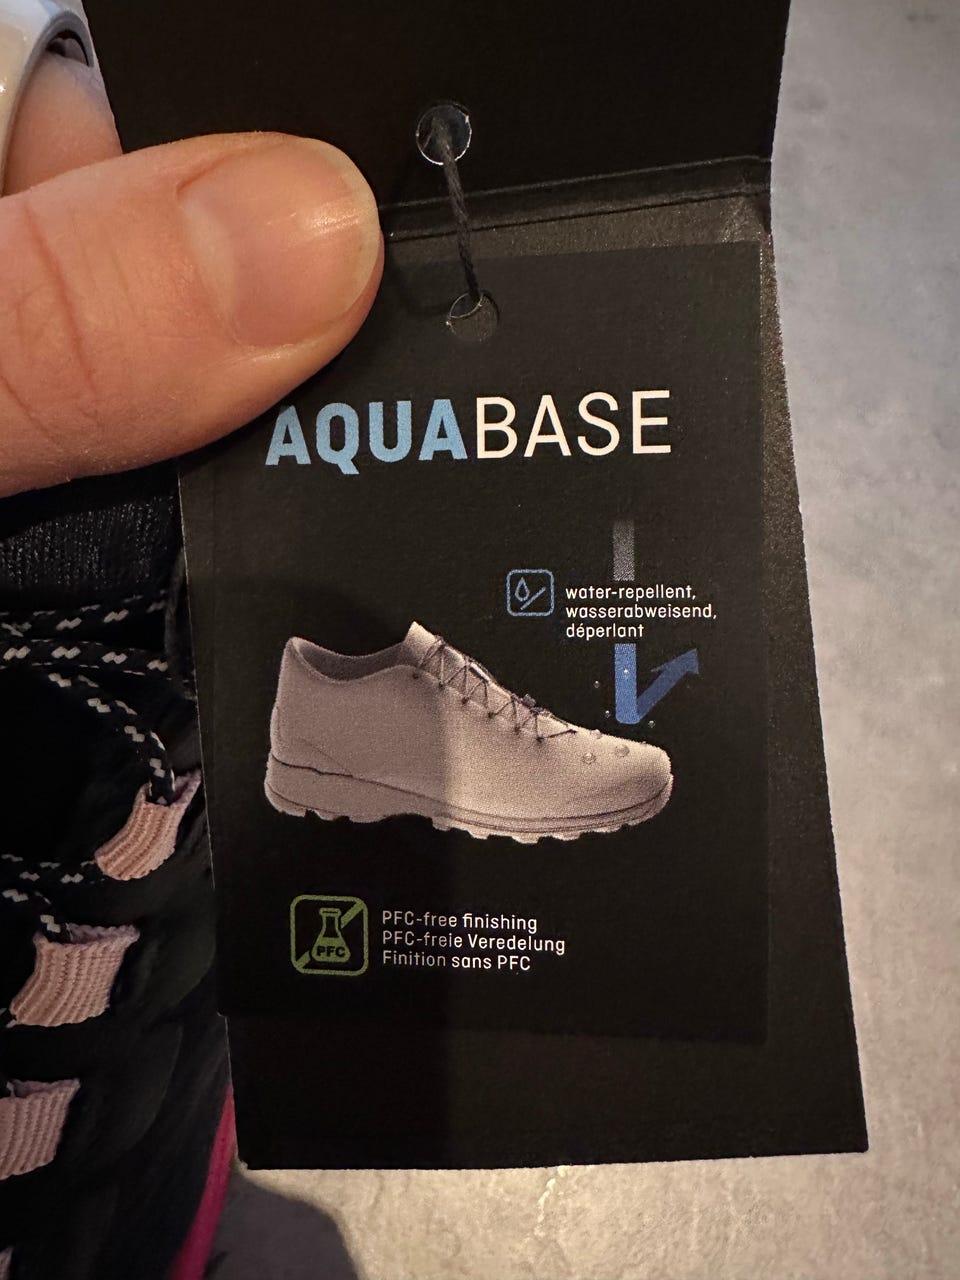 AQUABASE
water-repellent,
wasserabweisend,
déperlant
PFC
PFC-free finishing
PFC-freie Veredelung
Finition sans PFC